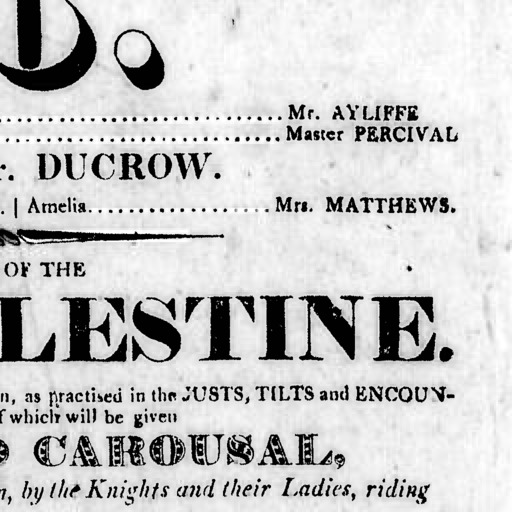 Mr. AYLIFFE
Master PERCIVAL
r. DUCROW.
. | Amelia.................... Mrs. MATTHEWS.
OF THE
LESTINE.
n, as practised in the JUSTS, TILTS and ENCOUN-
f which will be given
CAROUSAL,
n, by the Knights and their Ladies, riding